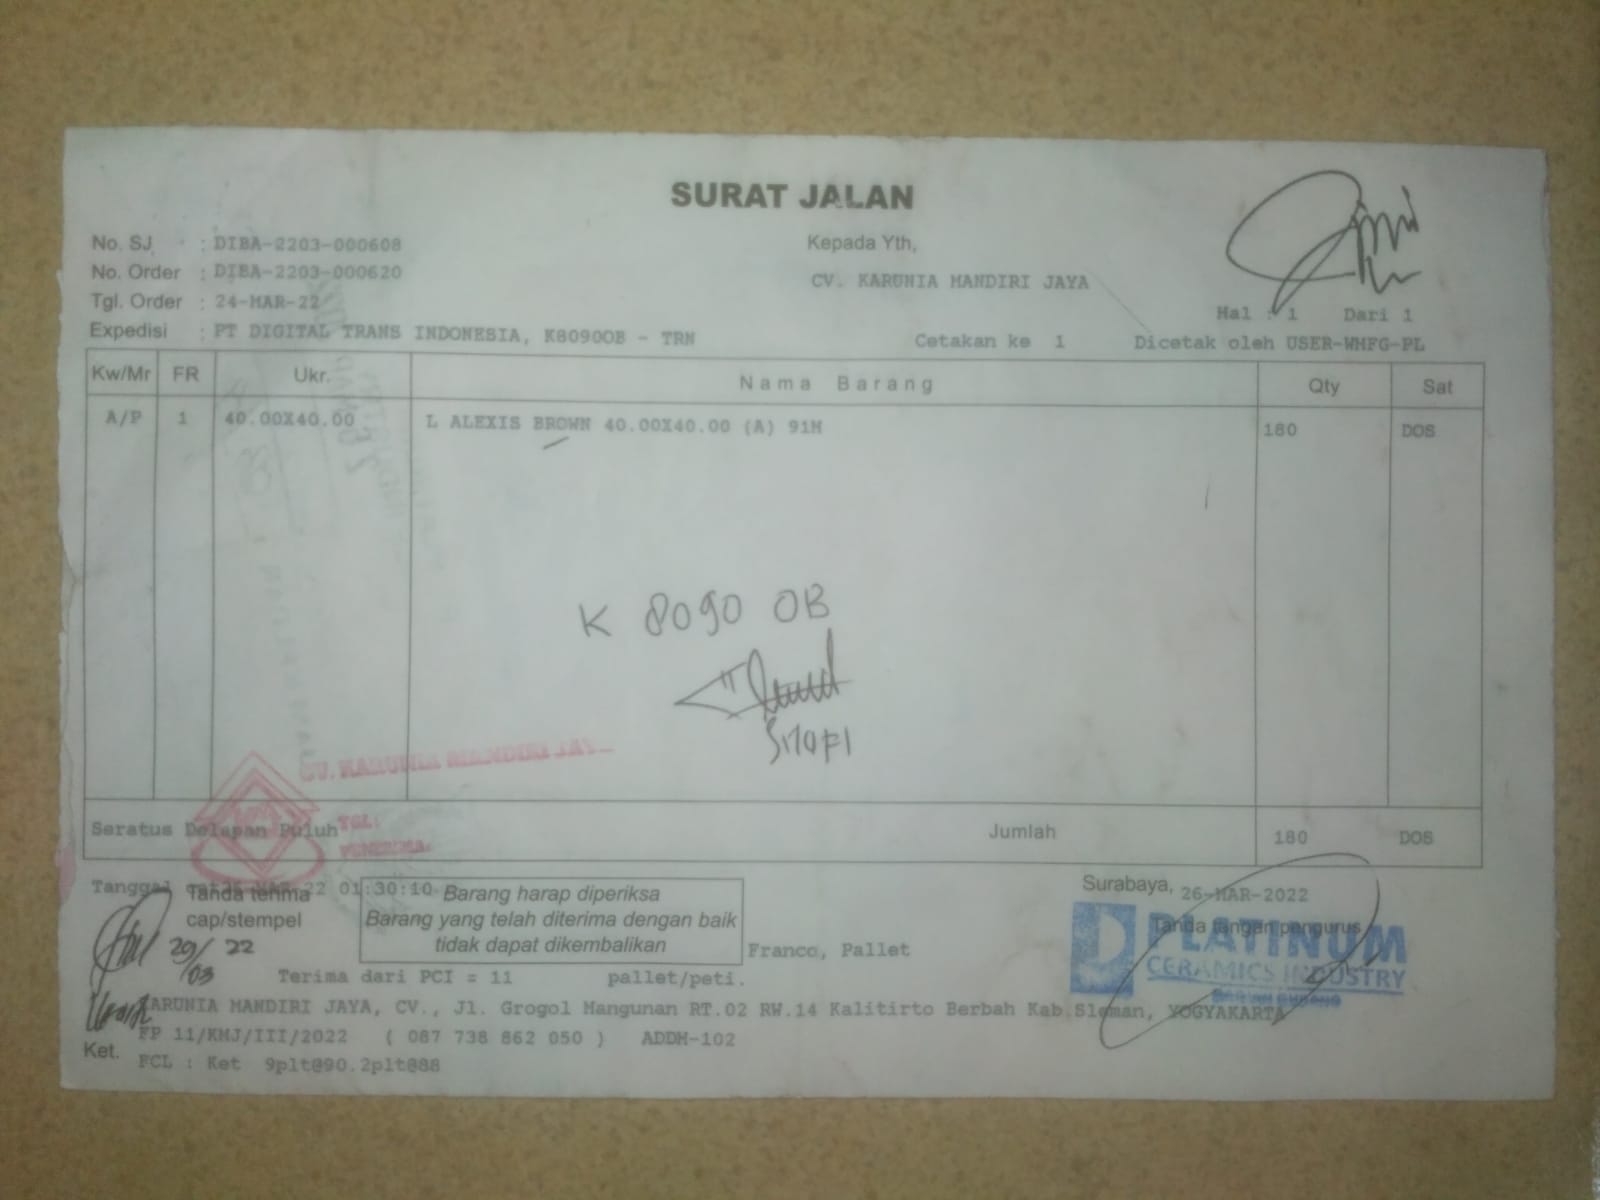 SURAT JALAN
No. SJ : DIBA-2203-000608
No. Order : DIBA-2203-000620
Tgl. Order : 24-MAR-22
Expedisi : PT DIGITAL TRANS INDONESIA, K8090OB - TRN
Kepada Yth,
CV. KARUNIA MANDIRI JAYA
Hal : 1 Dari 1
Cetakan ke 1 Dicetak oleh USER-WHFG-PL
Kw/Mr FR Ukr. Nama Barang Qty Sat
A/P 1 40.00X40.00 L ALEXIS BROWN 40.00X40.00 (A) 91M 180 DOS
K 8090 OB
CV. KARUNIA MANDIRI JAYA
TGL:
PENERIMA:
Seratus Delapan Puluh Jumlah 180 DOS
Tanggal 22 01:30:10
Tanda terima
cap/stempel
29/03 22
Barang harap diperiksa
Barang yang telah diterima dengan baik
tidak dapat dikembalikan
Franco, Pallet
Surabaya, 26-MAR-2022
Tanda tangan pengurus
PLATINUM
CERAMICS INDUSTRY
Terima dari PCI = 11 pallet/peti.
KARUNIA MANDIRI JAYA, CV., Jl. Grogol Mangunan RT.02 RW.14 Kalitirto Berbah Kab.Sleman, YOGYAKARTA
FP 11/KMJ/III/2022 ( 087 738 862 050 ) ADDH-102
Ket.
FCL : Ket 9plt@90.2plt@88